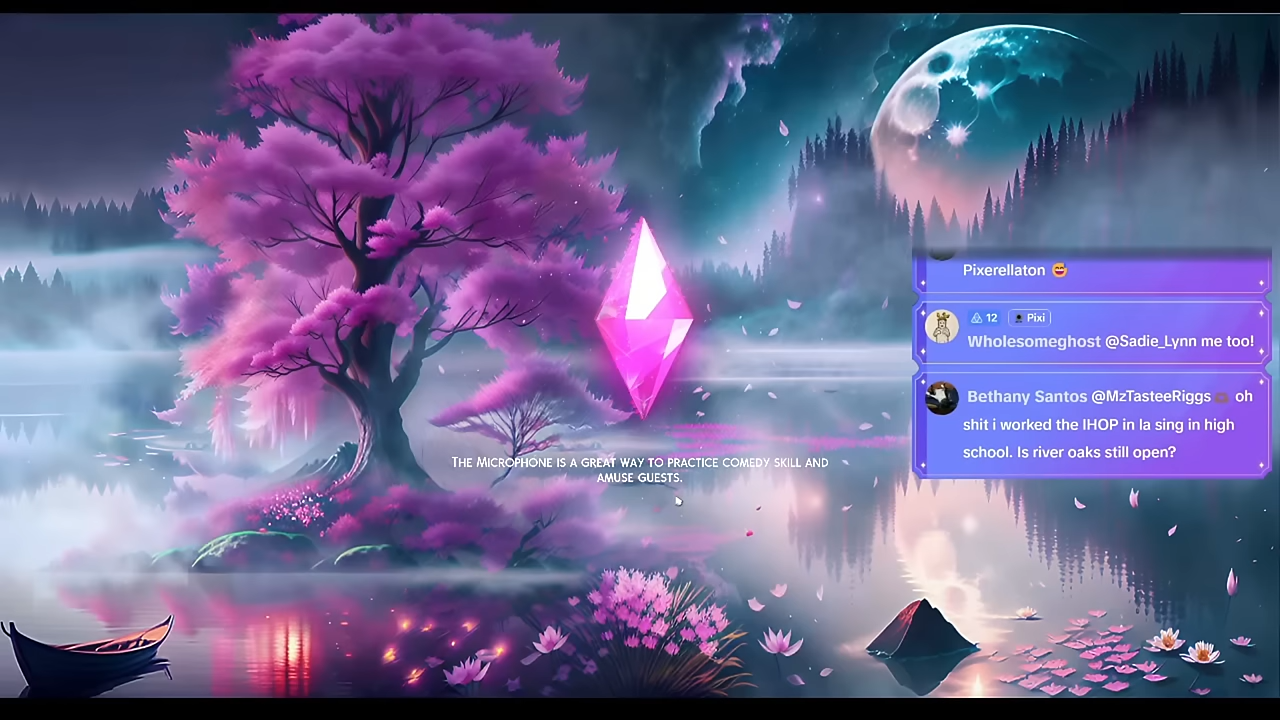 Pixerellaton 😅
12 Pixi
Wholesomeghost @Sadie_Lynn me too!
Bethany Santos @MzTasteeRiggs oh
shit i worked the IHOP in la sing in high
school. Is river oaks still open?
The Microphone is a great way to practice comedy skill and
amuse guests.